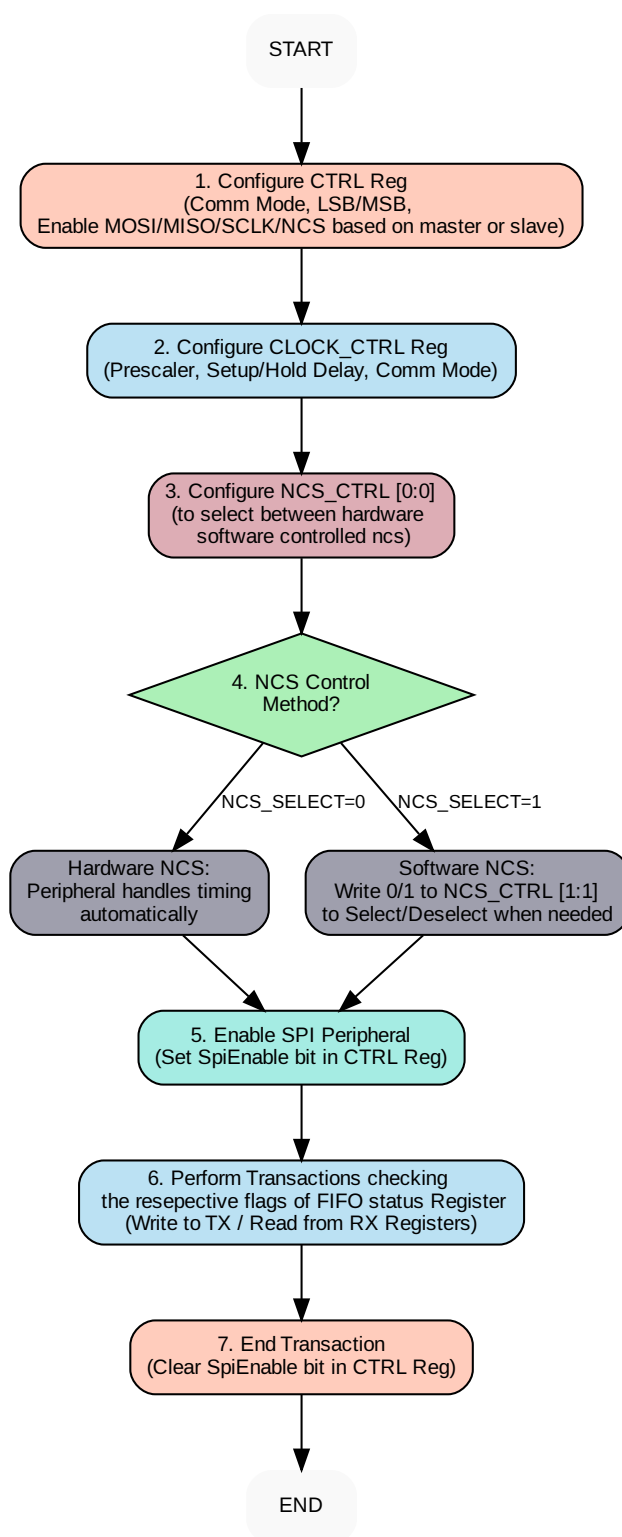 START
1. Configure CTRL Reg
(Comm Mode, LSB/MSB,
Enable MOSI/MISO/SCLK/NCS based on master or slave)
2. Configure CLOCK_CTRL Reg
(Prescaler, Setup/Hold Delay, Comm Mode)
3. Configure NCS_CTRL [0:0]
(to select between hardware
software controlled ncs)
4. NCS Control
Method?
NCS_SELECT=0
NCS_SELECT=1
Hardware NCS:
Peripheral handles timing
automatically
Software NCS:
Write 0/1 to NCS_CTRL [1:1]
to Select/Deselect when needed
5. Enable SPI Peripheral
(Set SpiEnable bit in CTRL Reg)
6. Perform Transactions checking
the resepective flags of FIFO status Register
(Write to TX / Read from RX Registers)
7. End Transaction
(Clear SpiEnable bit in CTRL Reg)
END